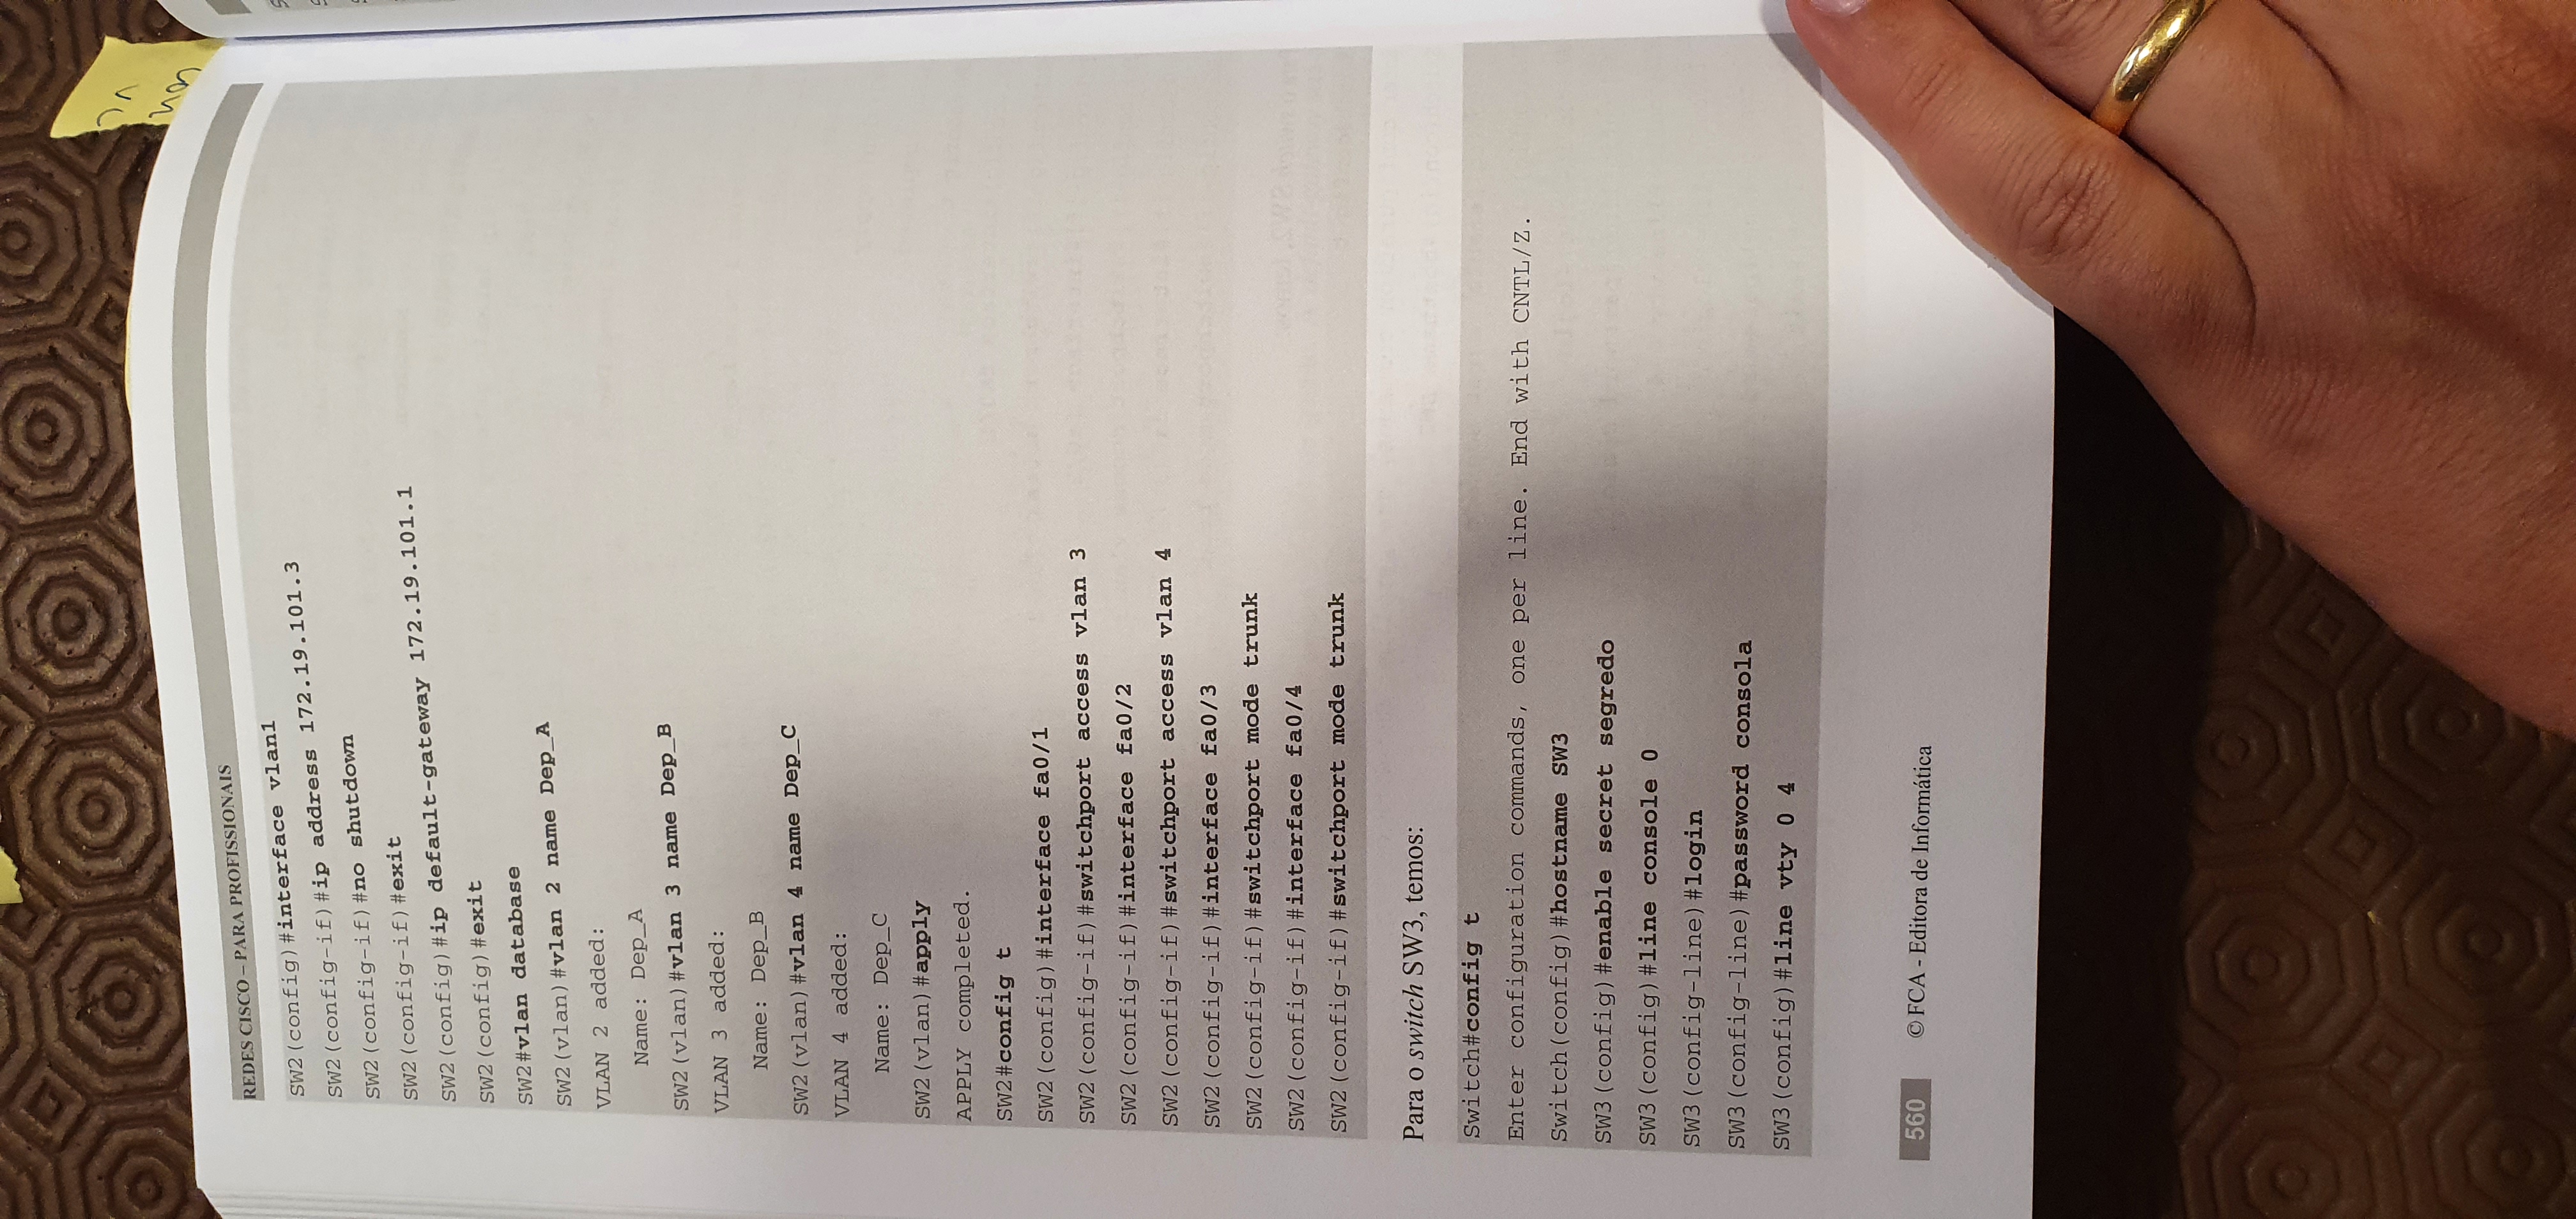 REDES CISCO – PARA PROFISSIONAIS
SW2(config)#interface vlan1
SW2(config-if)#ip address 172.19.101.3
SW2(config-if)#no shutdown
SW2(config-if)#exit
SW2(config)#ip default-gateway 172.19.101.1
SW2(config)#exit
SW2#vlan database
SW2(vlan)#vlan 2 name Dep_A
VLAN 2 added:
Name: Dep_A
SW2(vlan)#vlan 3 name Dep_B
VLAN 3 added:
Name: Dep_B
SW2(vlan)#vlan 4 name Dep_C
VLAN 4 added:
Name: Dep_C
SW2(vlan)#apply
APPLY completed.
SW2#config t
SW2(config)#interface fa0/1
SW2(config-if)#switchport access vlan 3
SW2(config-if)#interface fa0/2
SW2(config-if)#switchport access vlan 4
SW2(config-if)#interface fa0/3
SW2(config-if)#switchport mode trunk
SW2(config-if)#interface fa0/4
SW2(config-if)#switchport mode trunk
Para o switch SW3, temos:
Switch#config t
Enter configuration commands, one per line. End with CNTL/Z.
Switch(config)#hostname SW3
SW3(config)#enable secret segredo
SW3(config)#line console 0
SW3(config-line)#login
SW3(config-line)#password consola
SW3(config)#line vty 0 4
560 © FCA - Editora de Informática